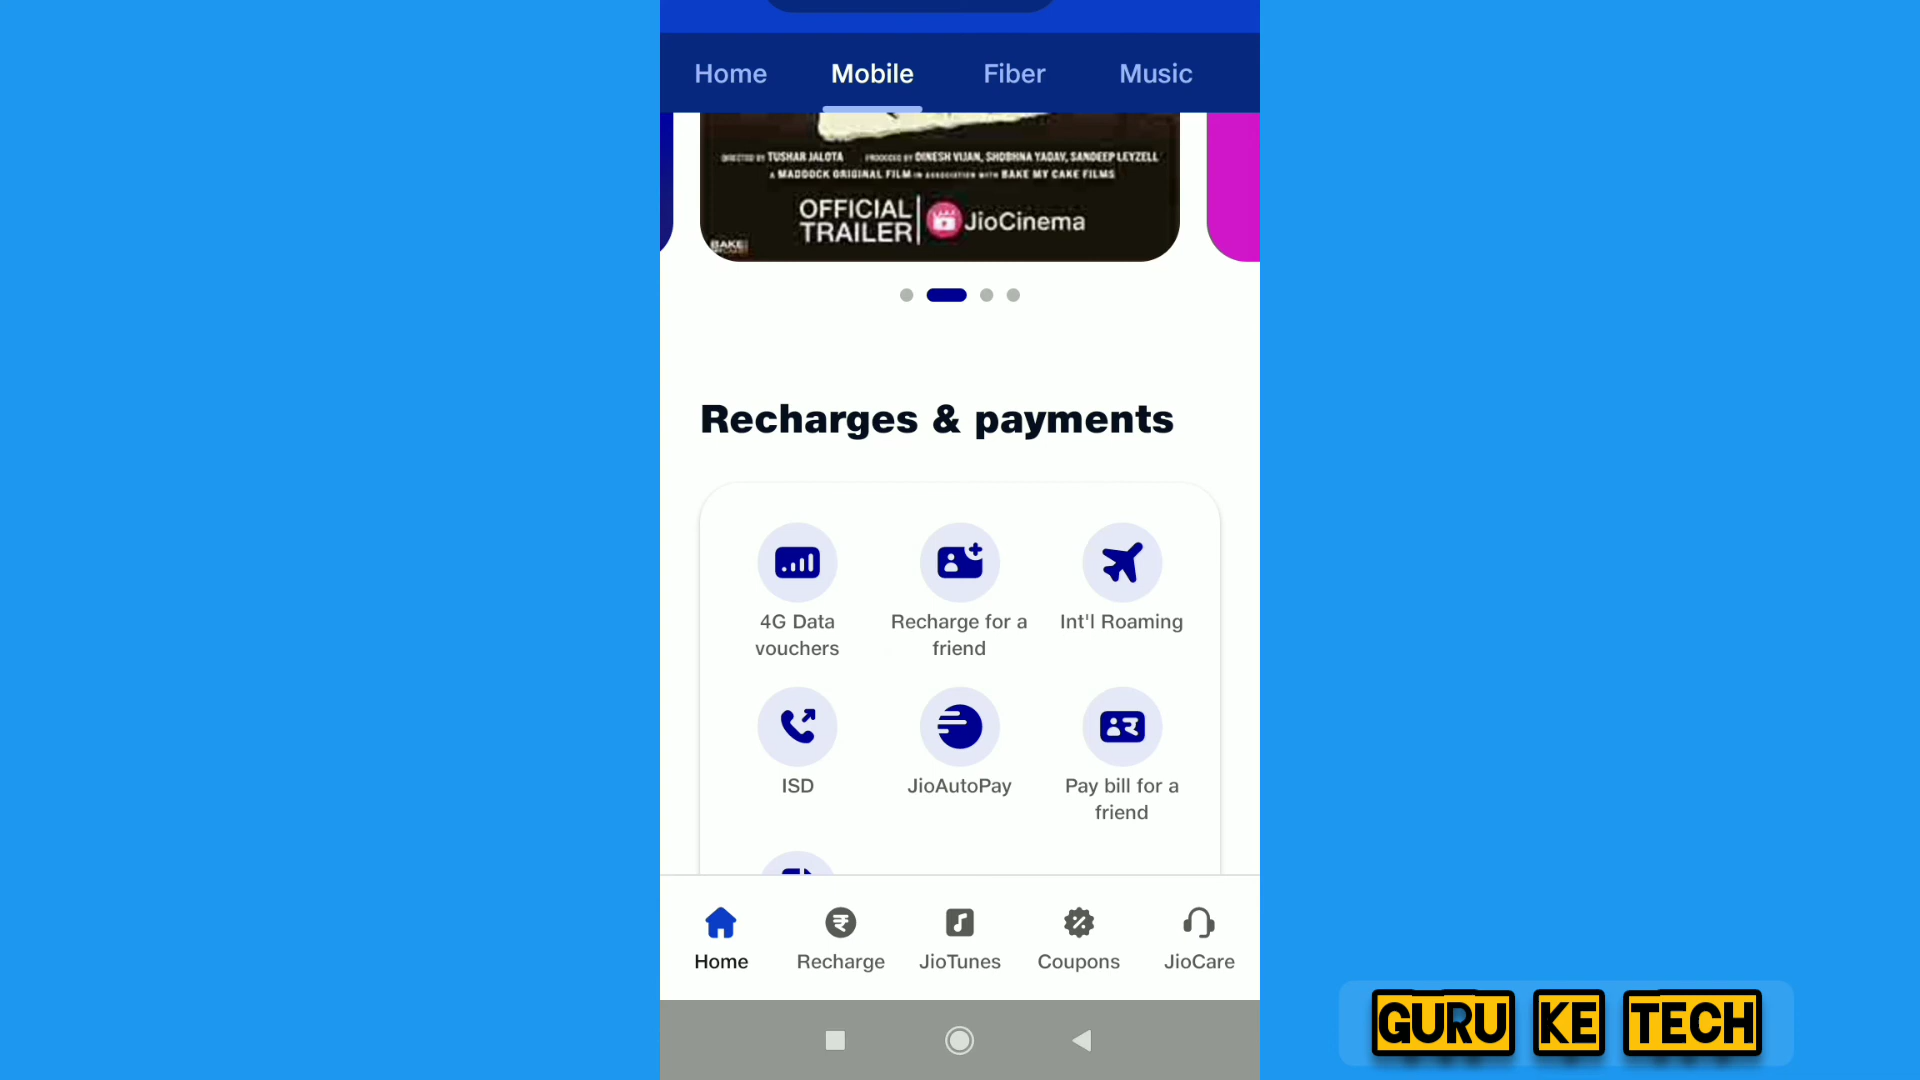 Home Mobile Fiber Music
DIRECTED BY TUSHAR JALOTA PRODUCED BY DINESH VIJAN, SHOBHNA YADAV, SANDEEP LEYZELL
A MADDOCK ORIGINAL FILM IN ASSOCIATION WITH BAKE MY CAKE FILMS
OFFICIAL
TRAILER
JioCinema
BAKE
Recharges & payments
4G Data
vouchers
Recharge for a
friend
Int'l Roaming
ISD
JioAutoPay
Pay bill for a
friend
Home Recharge JioTunes Coupons JioCare
GURU KE TECH